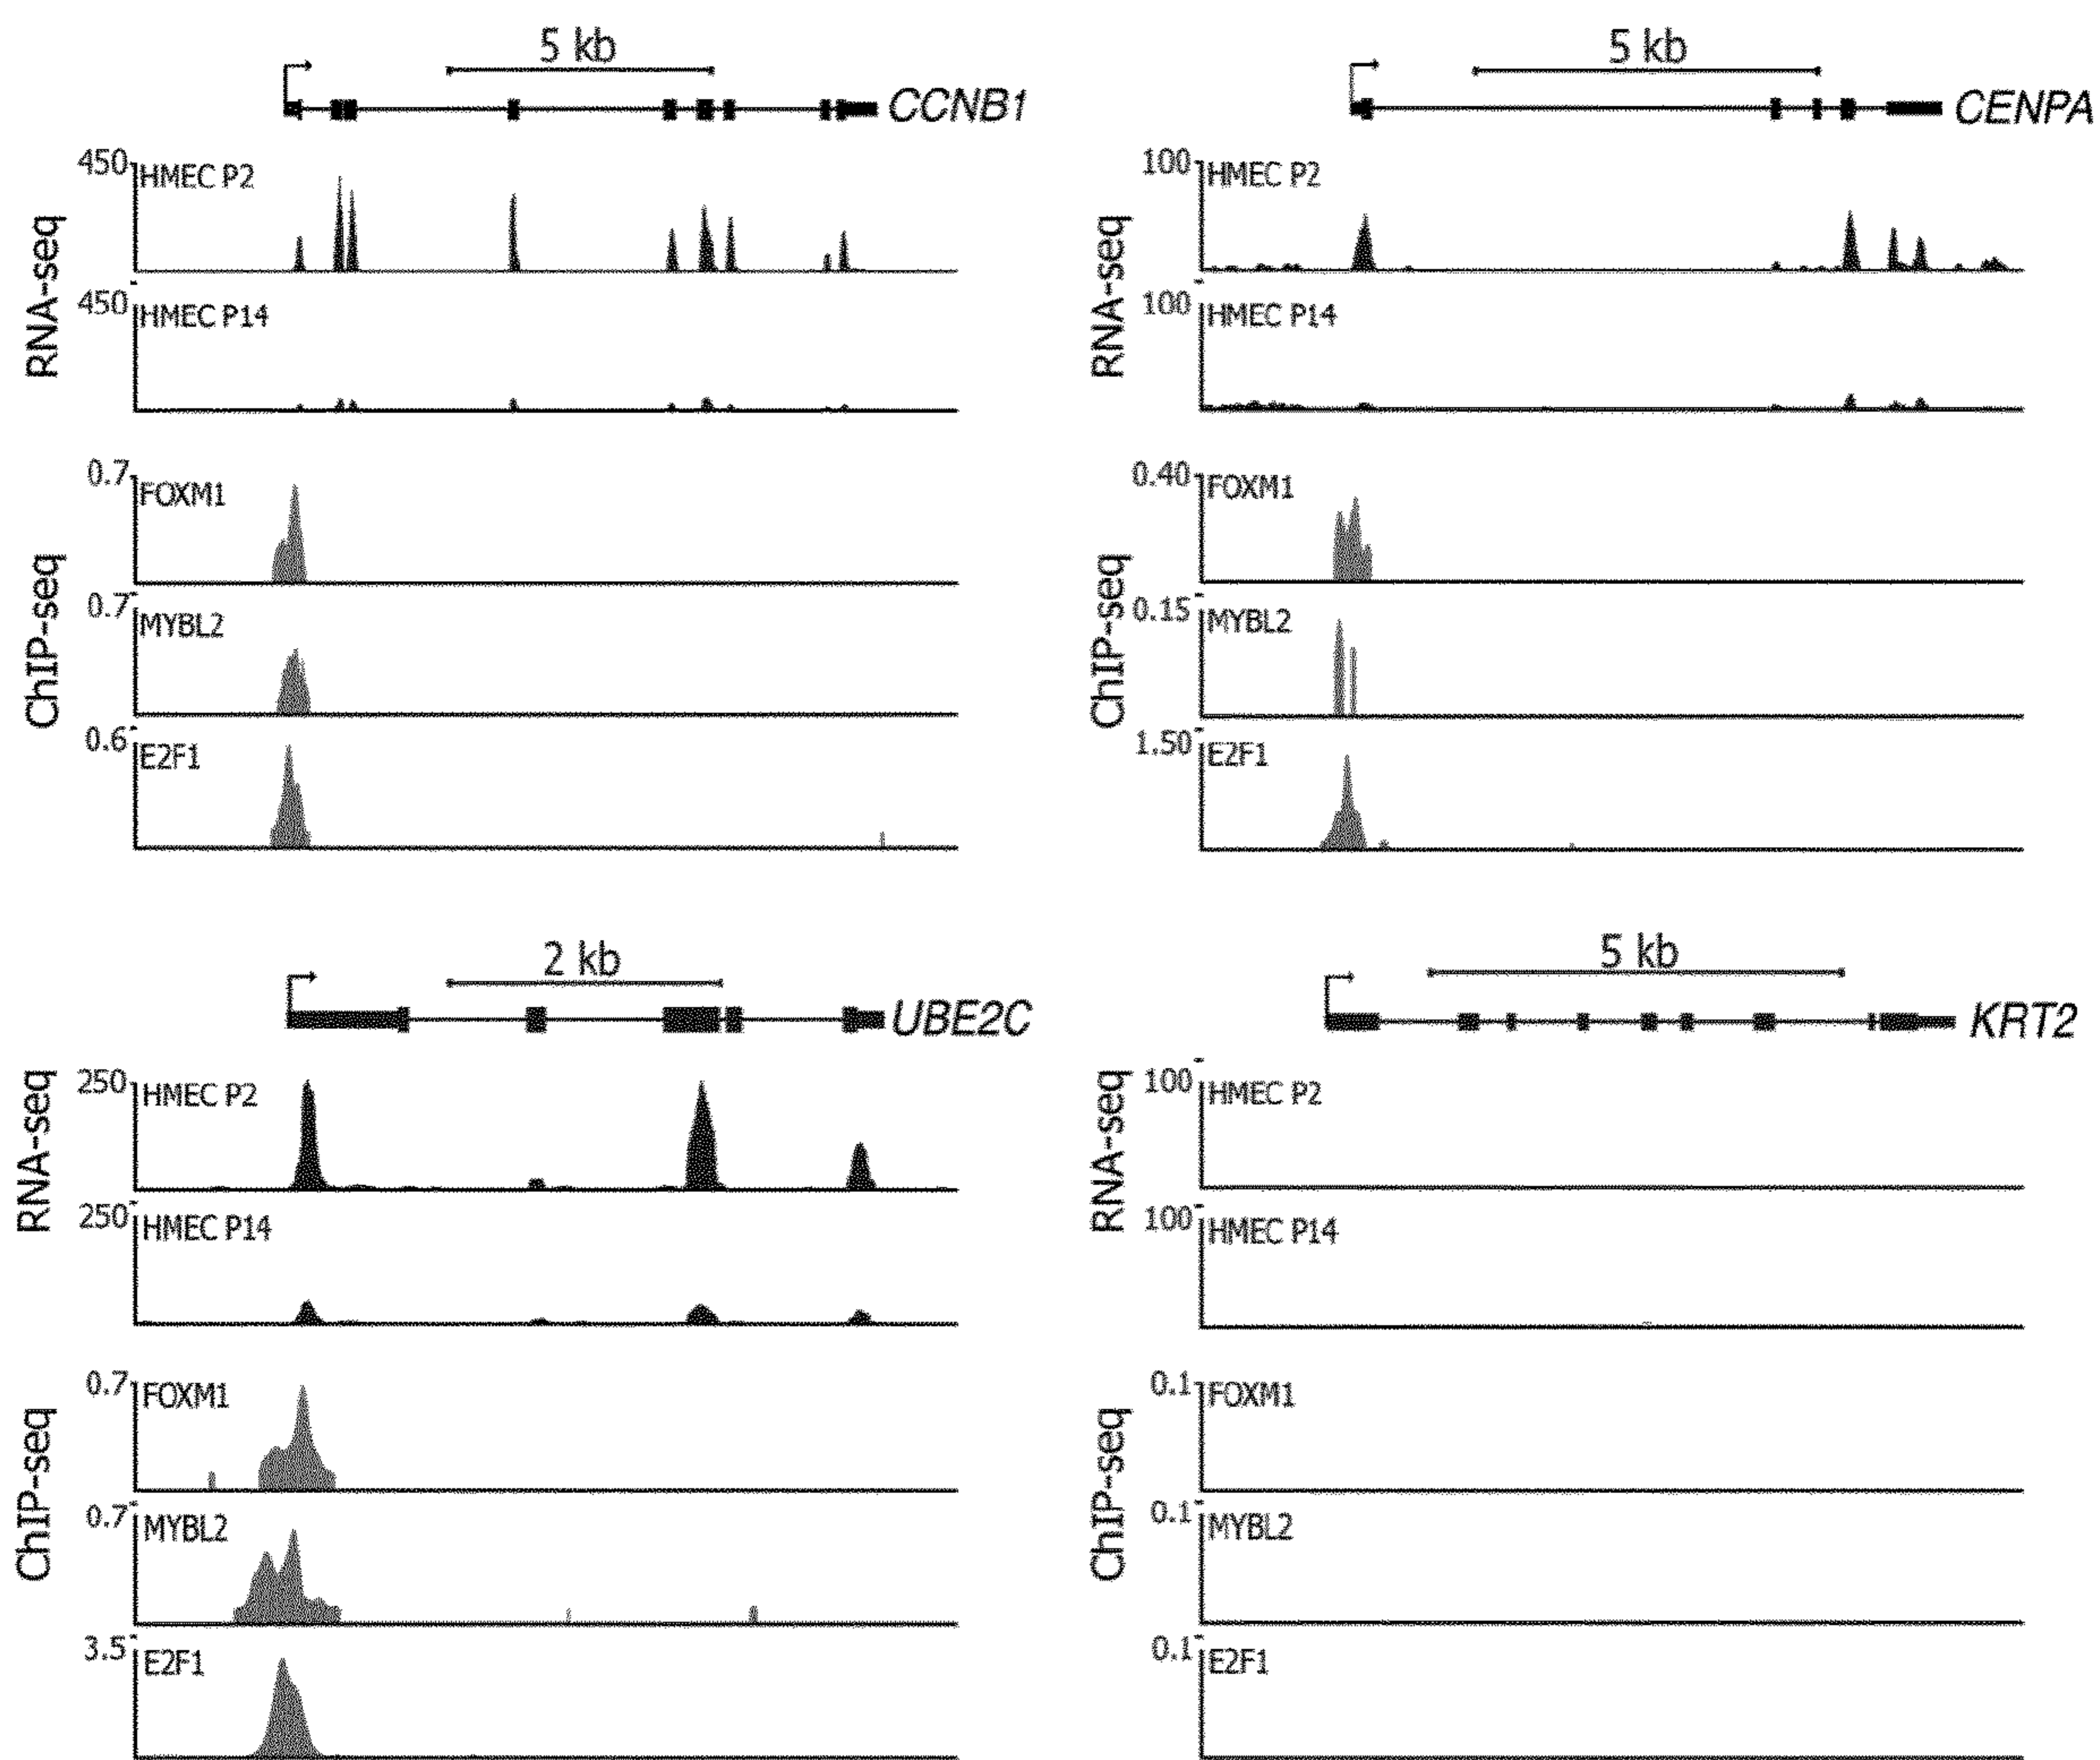 5 kb
CCNB1
RNA-seq
450
HMEC P2
450
HMEC P14
ChIP-seq
0.7
FOXM1
0.7
MYBL2
0.6
E2F1
5 kb
CENPA
RNA-seq
100
HMEC P2
100
HMEC P14
ChIP-seq
0.40
FOXM1
0.15
MYBL2
1.50
E2F1
2 kb
UBE2C
RNA-seq
250
HMEC P2
250
HMEC P14
ChIP-seq
0.7
FOXM1
0.7
MYBL2
3.5
E2F1
5 kb
KRT2
RNA-seq
100
HMEC P2
100
HMEC P14
ChIP-seq
0.1
FOXM1
0.1
MYBL2
0.1
E2F1